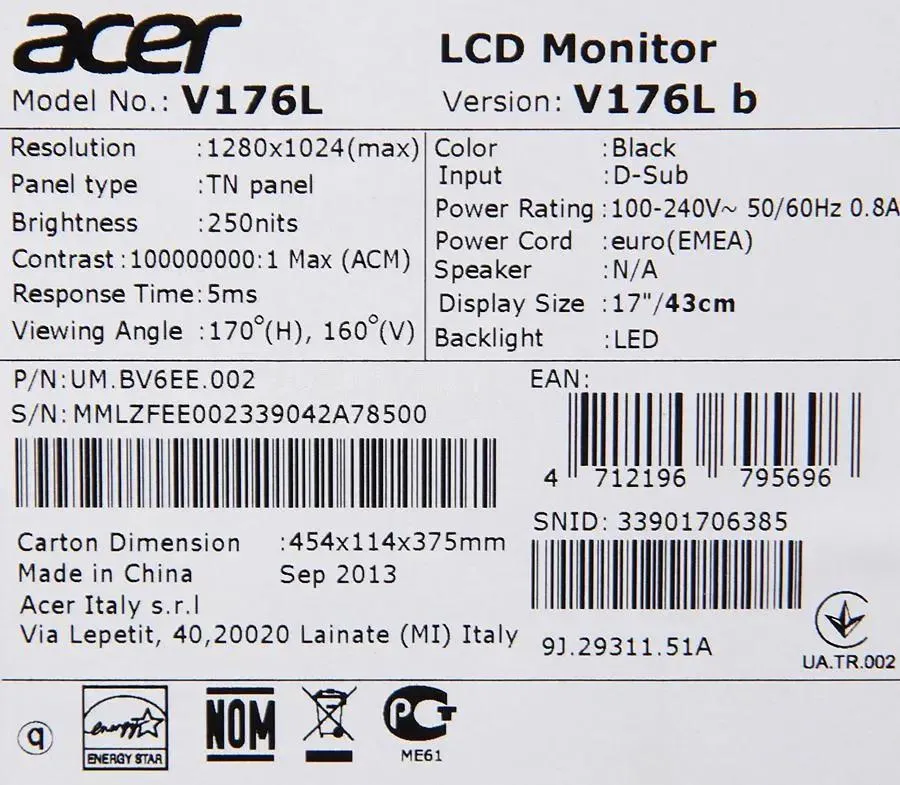 acer
LCD Monitor
Model No.: V176L
Version: V176L b
Resolution :1280x1024(max)
Panel type :TN panel
Brightness :250nits
Contrast :100000000:1 Max (ACM)
Response Time:5ms
Viewing Angle :170°(H), 160°(V)
Color :Black
Input :D-Sub
Power Rating :100-240V~ 50/60Hz 0.8A
Power Cord :euro(EMEA)
Speaker :N/A
Display Size :17"/43cm
Backlight :LED
P/N:UM.BV6EE.002
S/N:MMLZFEE002339042A78500
EAN:
4 712196 795696
SNID: 33901706385
9J.29311.51A
Carton Dimension :454x114x375mm
Made in China Sep 2013
Acer Italy s.r.l
Via Lepetit, 40,20020 Lainate (MI) Italy
UA.TR.002
q
energy
ENERGY STAR
NOM
РСТ
ME61